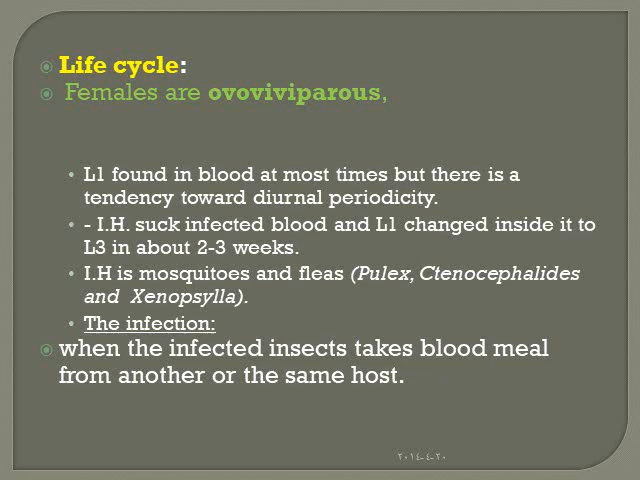 Life cycle:
Females are ovoviviparous,
L1 found in blood at most times but there is a
tendency toward diurnal periodicity.
- I.H. suck infected blood and L1 changed inside it to
L3 in about 2-3 weeks.
I.H is mosquitoes and fleas (Pulex, Ctenocephalides
and Xenopsylla).
The infection:
when the infected insects takes blood meal
from another or the same host.
٢٠١٤-٤-٢٠